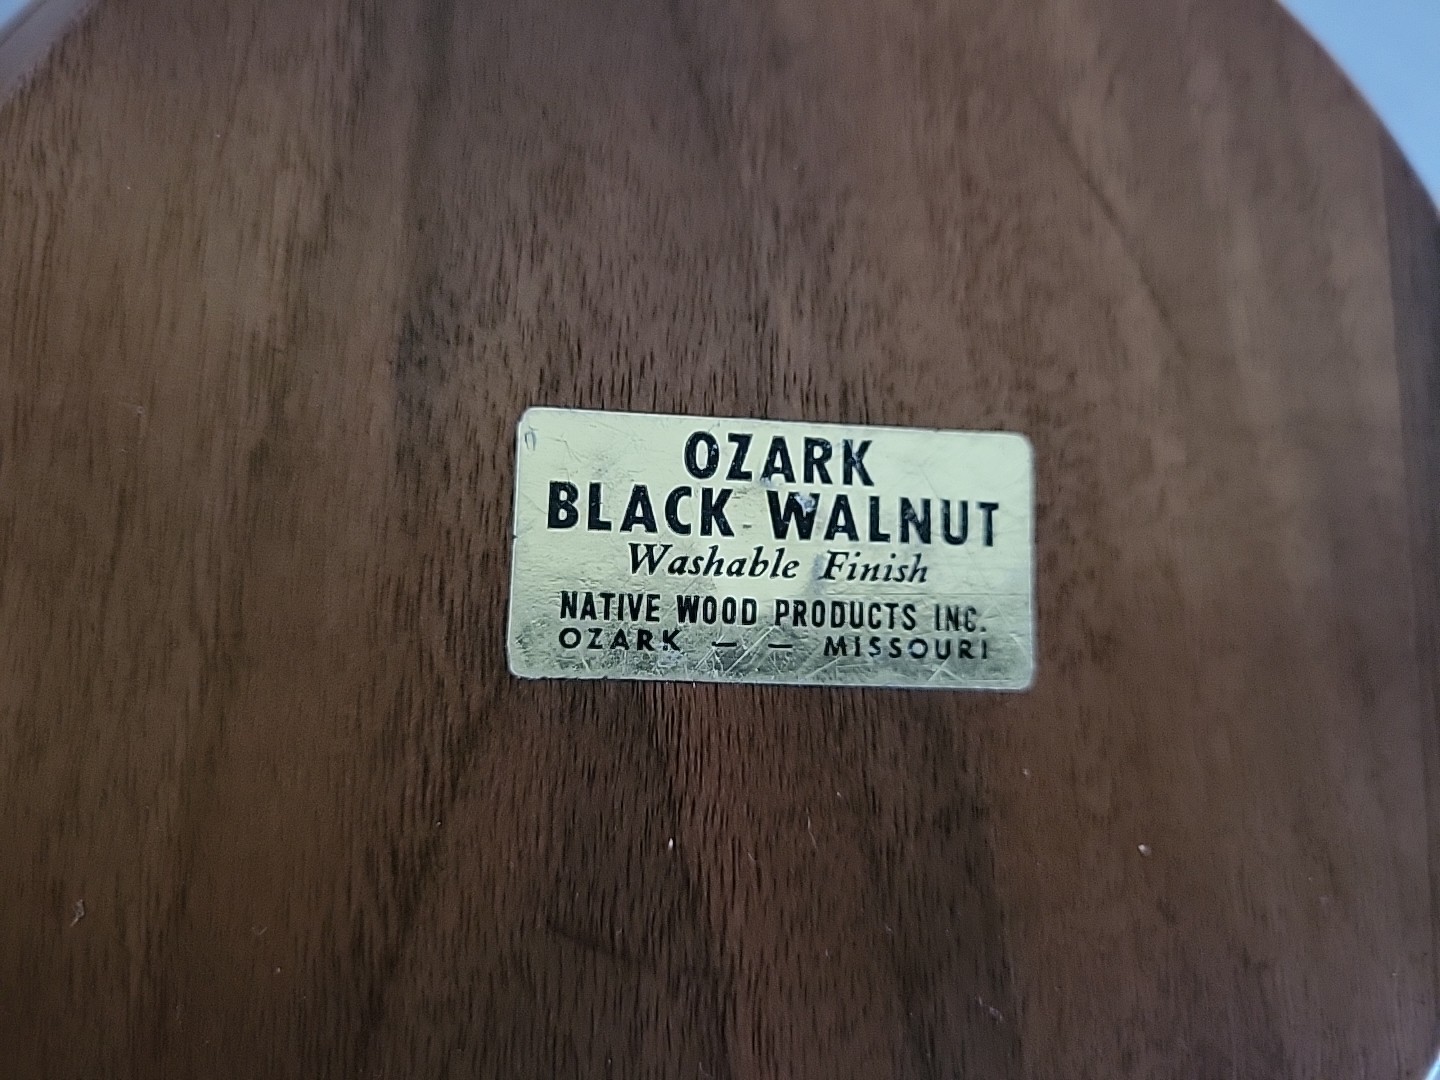 OZARK
BLACK WALNUT
Washable Finish
NATIVE WOOD PRODUCTS INC.
OZARK — — MISSOURI